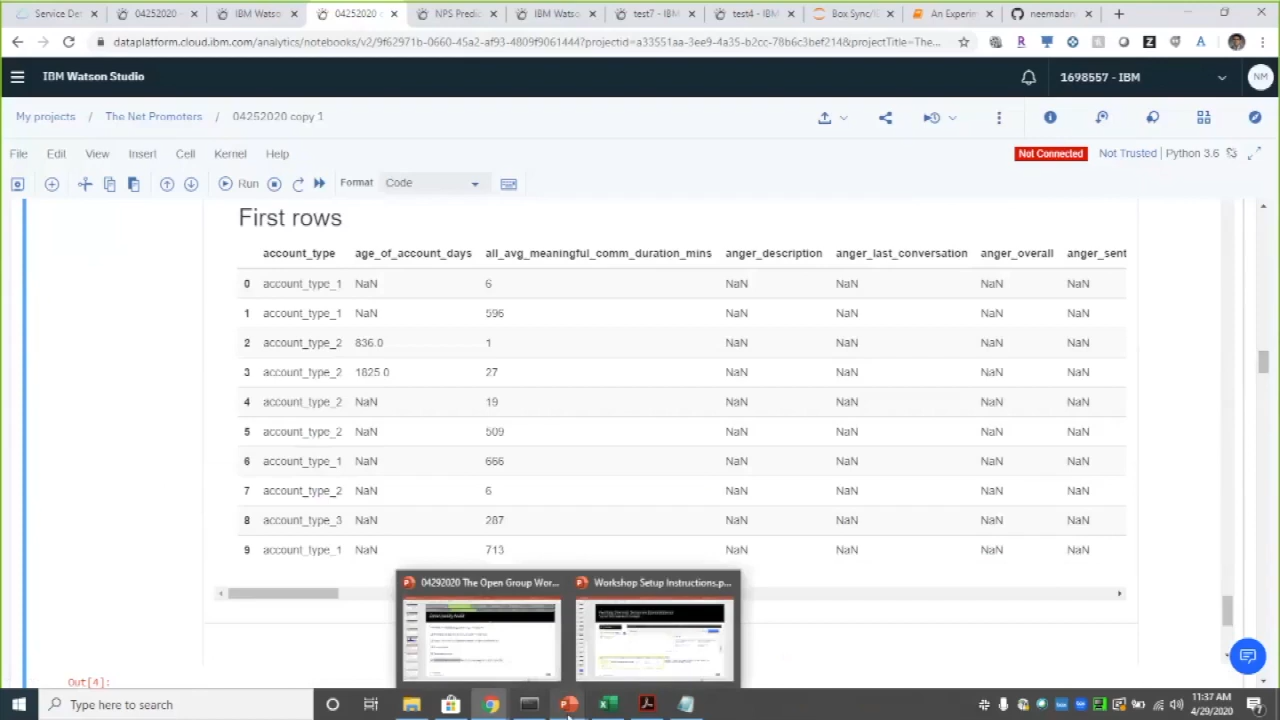 Service De
04252020
IBM Watso
04252020 c
NPS Predic
IBM Watso
test7 - IBM
test4 - IBM
Box Sync/IB
An Experim
neemadan
dataplatform.cloud.ibm.com/analytics/notebooks/v2/9f62971b-0660-45a2-af93-4809f9061444?projectid=a33551aa-3ee9-4a35-b2cc-78b6c3bef214&projectTitle=The...
IBM Watson Studio
1698557 - IBM
NM
My projects / The Net Promoters / 04252020 copy 1
File Edit View Insert Cell Kernel Help
Not Connected Not Trusted | Python 3.6
Run Format Code
First rows
account_type age_of_account_days all_avg_meaningful_comm_duration_mins anger_description anger_last_conversation anger_overall anger_sent
0 account_type_1 NaN 6 NaN NaN NaN NaN
1 account_type_1 NaN 596 NaN NaN NaN NaN
2 account_type_2 836.0 1 NaN NaN NaN NaN
3 account_type_2 1825.0 27 NaN NaN NaN NaN
4 account_type_2 NaN 19 NaN NaN NaN NaN
5 account_type_2 NaN 509 NaN NaN NaN NaN
6 account_type_1 NaN 666 NaN NaN NaN NaN
7 account_type_2 NaN 6 NaN NaN NaN NaN
8 account_type_3 NaN 287 NaN NaN NaN NaN
9 account_type_1 NaN 713 NaN NaN NaN NaN
04292020 The Open Group Wor...
Workshop Setup Instructions.p...
Out[4]:
Type here to search
11:37 AM
4/29/2020